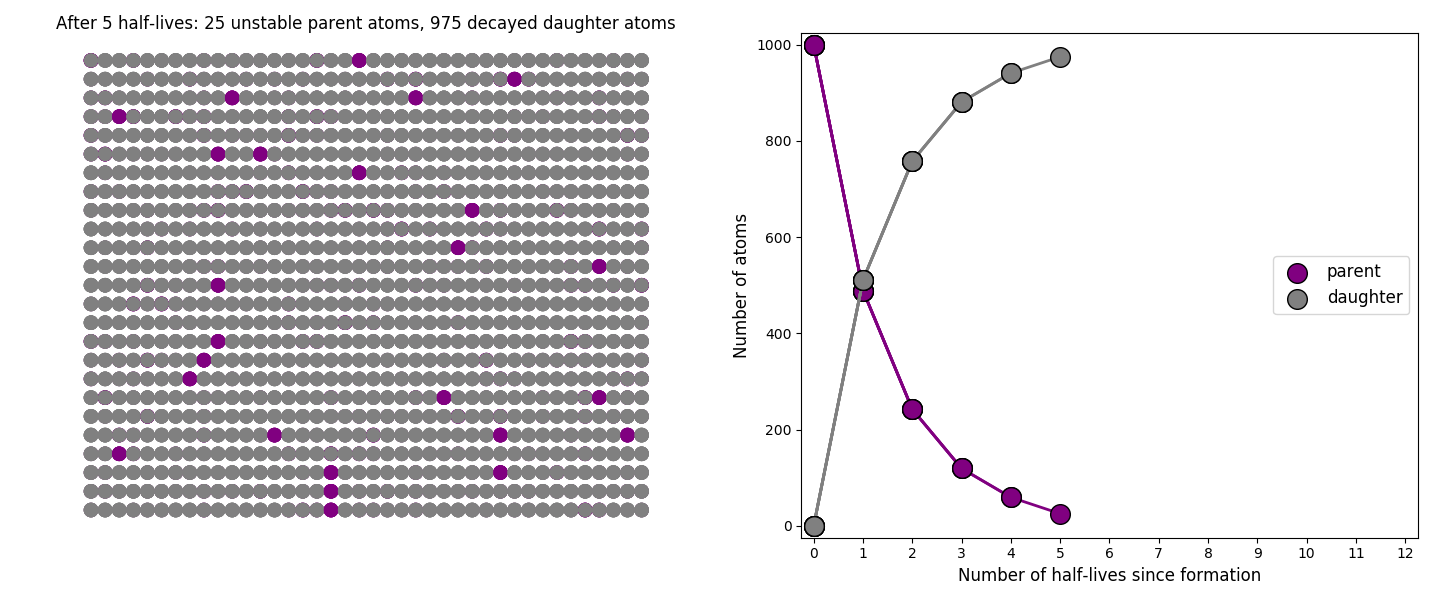 After 5 half-lives: 25 unstable parent atoms, 975 decayed daughter atoms
1000
800
600
400
200
0
Number of atoms
parent
daughter
0 1 2 3 4 5 6 7 8 9 10 11 12
Number of half-lives since formation